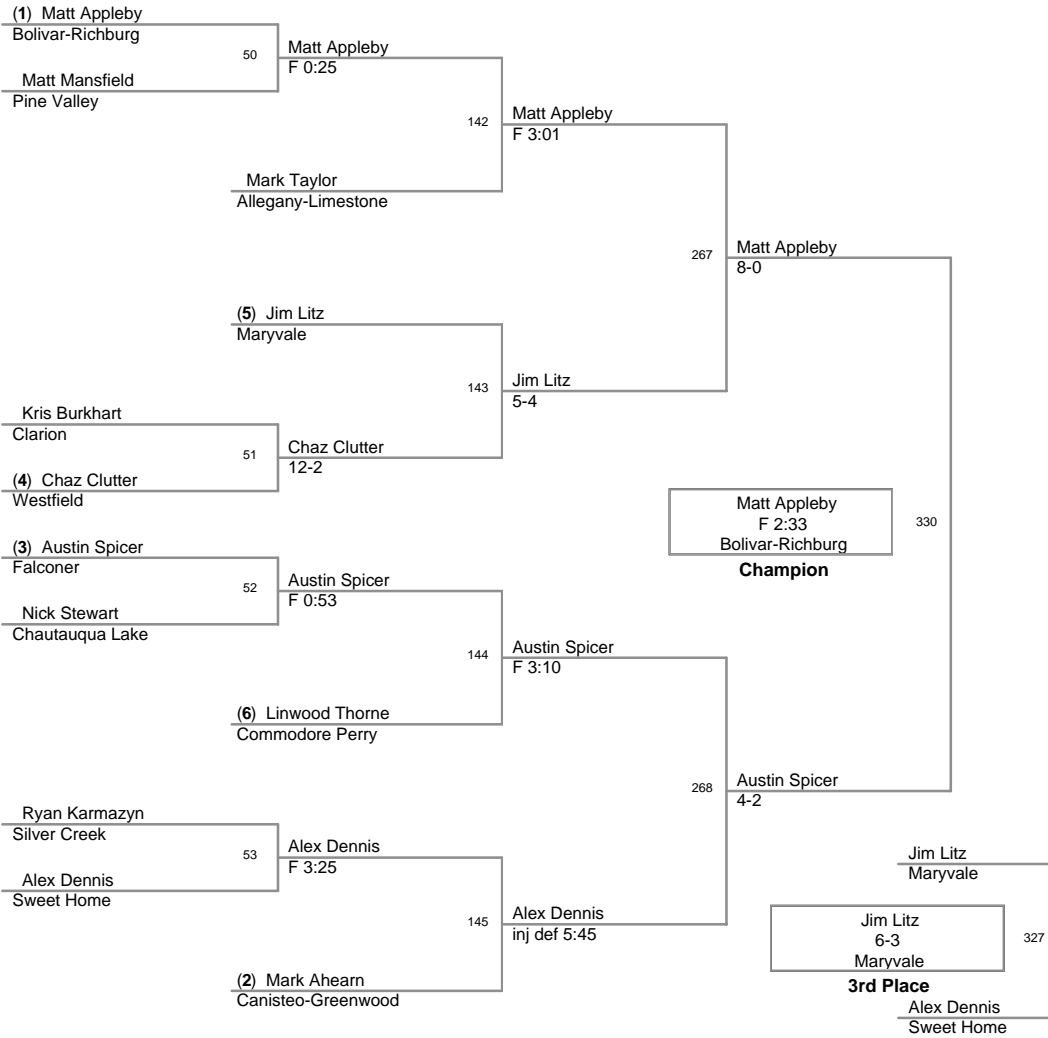 (1) Matt Appleby
Bolivar-Richburg
50
Matt Appleby
F 0:25
Matt Mansfield
Pine Valley
142
Matt Appleby
F 3:01
Mark Taylor
Allegany-Limestone
267
Matt Appleby
8-0
(5) Jim Litz
Maryvale
143
Jim Litz
5-4
Kris Burkhart
Clarion
51
Chaz Clutter
12-2
(4) Chaz Clutter
Westfield
Matt Appleby
F 2:33
Bolivar-Richburg
Champion
330
(3) Austin Spicer
Falconer
52
Austin Spicer
F 0:53
Nick Stewart
Chautauqua Lake
144
Austin Spicer
F 3:10
(6) Linwood Thorne
Commodore Perry
268
Austin Spicer
4-2
Ryan Karmazyn
Silver Creek
53
Alex Dennis
F 3:25
Alex Dennis
Sweet Home
145
Alex Dennis
inj def 5:45
(2) Mark Ahearn
Canisteo-Greenwood
Jim Litz
Maryvale
Jim Litz
6-3
Maryvale
327
3rd Place
Alex Dennis
Sweet Home